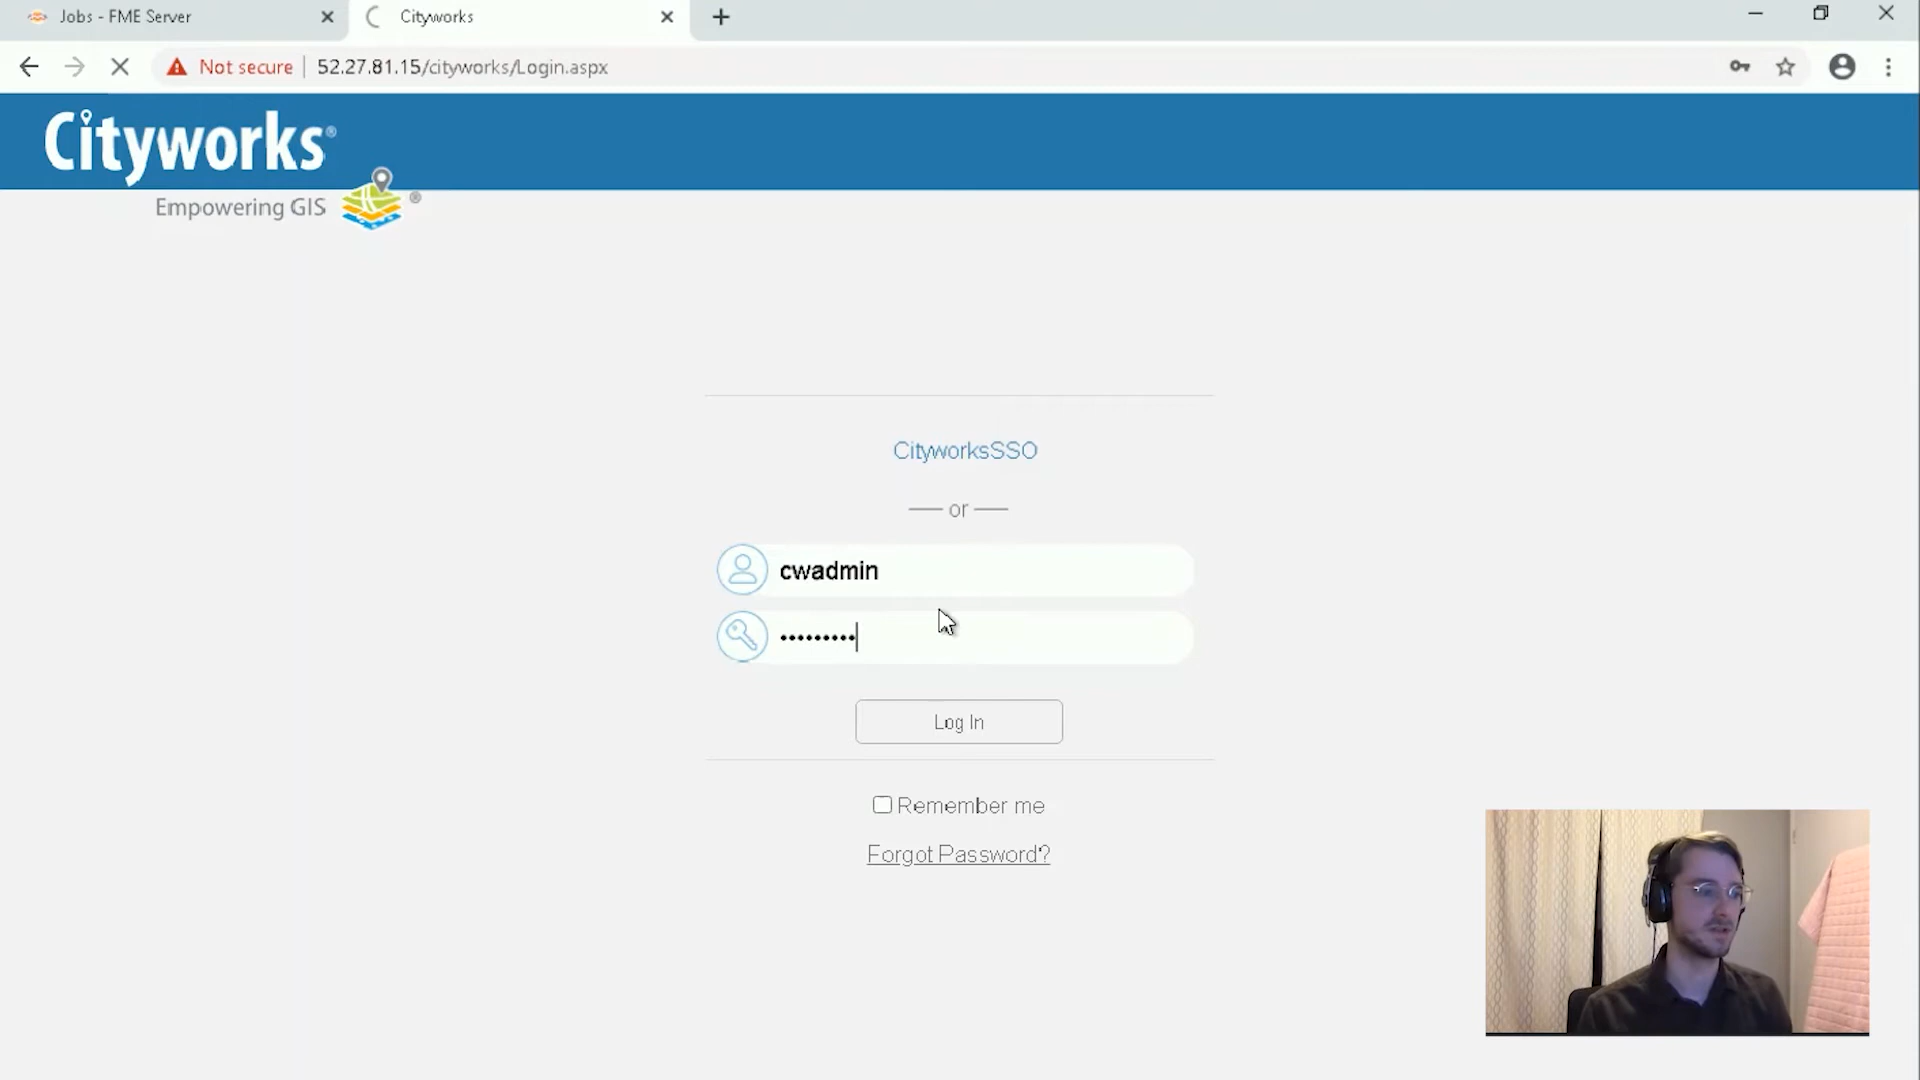 Jobs - FME Server
Cityworks
Not secure
52.27.81.15/cityworks/Login.aspx
Cityworks®
Empowering GIS ®
CityworksSSO
or
cwadmin
•••••••••
Log In
Remember me
Forgot Password?